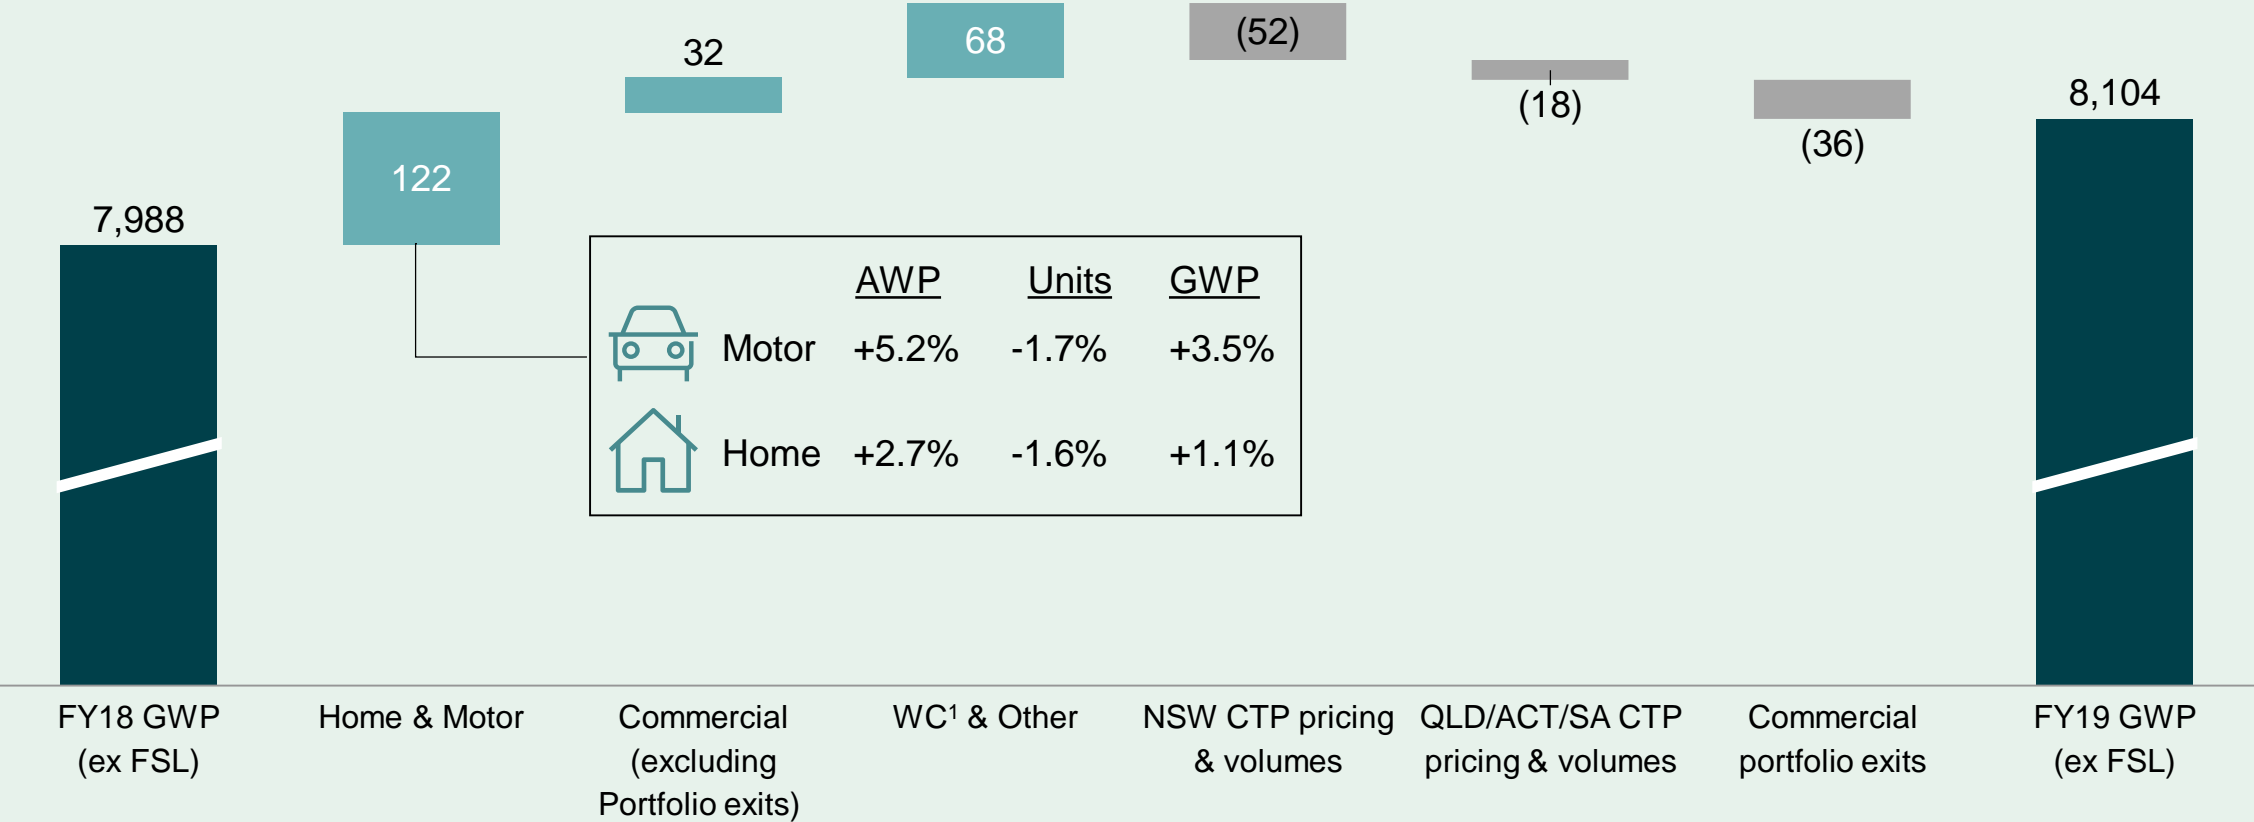 7,988
122
32
68
(52)
(18)
(36)
8,104
AWP Units GWP
Motor +5.2% -1.7% +3.5%
Home +2.7% -1.6% +1.1%
FY18 GWP
(ex FSL)
Home & Motor
Commercial
(excluding
Portfolio exits)
WC¹ & Other
NSW CTP pricing
& volumes
QLD/ACT/SA CTP
pricing & volumes
Commercial
portfolio exits
FY19 GWP
(ex FSL)